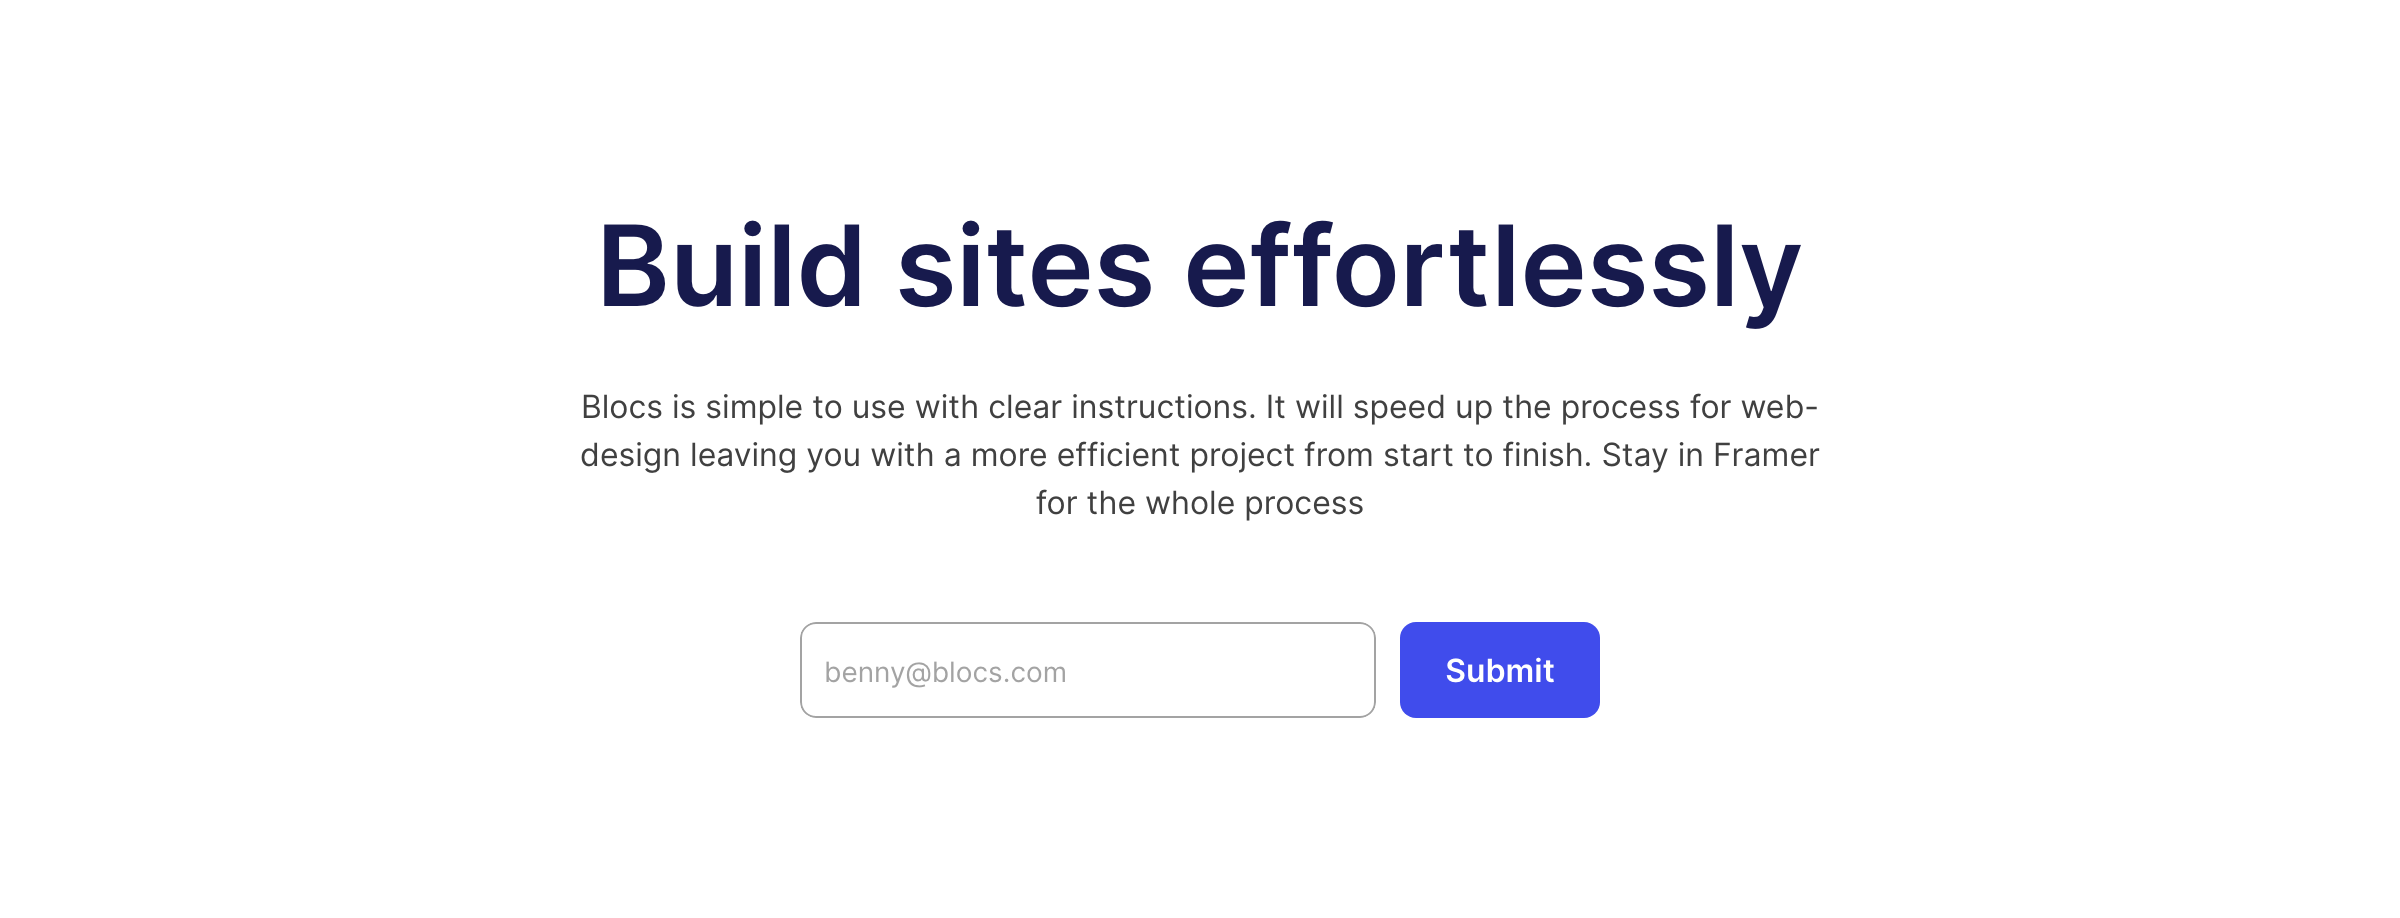 Build sites effortlessly
Blocs is simple to use with clear instructions. It will speed up the process for web-
design leaving you with a more efficient project from start to finish. Stay in Framer
for the whole process
benny@blocs.com
Submit